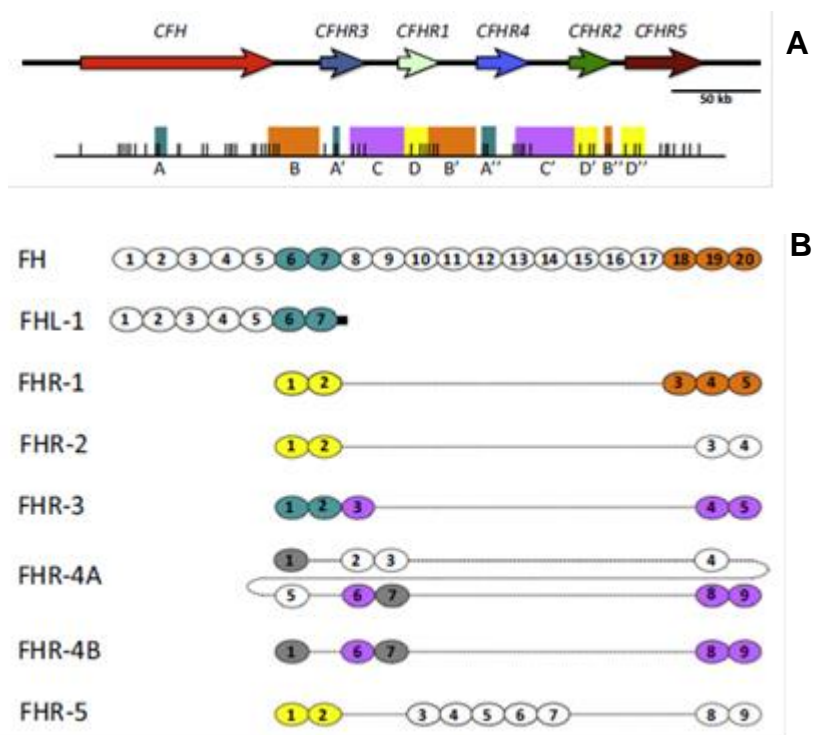 CFH CFHR3 CFHR1 CFHR4 CFHR2 CFHR5 A
50 kb
A B A' C D B' A'' C' D' B'' D''
B
FH 1 2 3 4 5 6 7 8 9 10 11 12 13 14 15 16 17 18 19 20
FHL-1 1 2 3 4 5 6 7
FHR-1 1 2 3 4 5
FHR-2 1 2 3 4
FHR-3 1 2 3 4 5
1 2 3 4
FHR-4A
5 6 7 8 9
FHR-4B 1 6 7 8 9
FHR-5 1 2 3 4 5 6 7 8 9